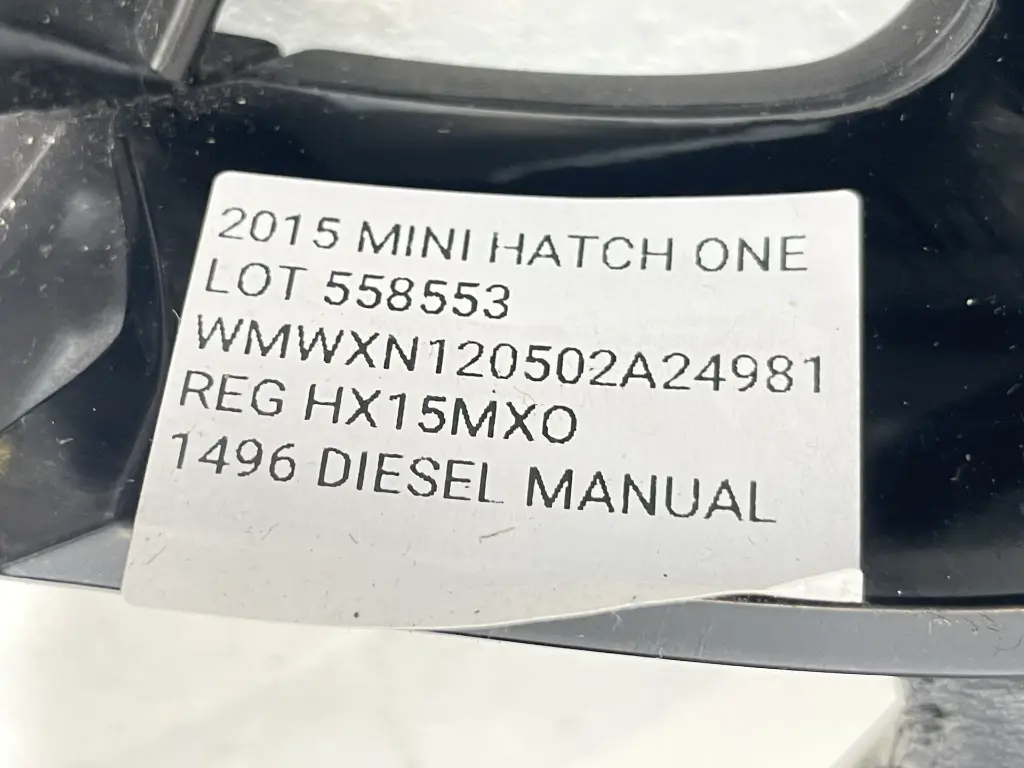 2015 MINI HATCH ONE
LOT 558553
WMWXN120502A24981
REG HX15MXO
1496 DIESEL MANUAL